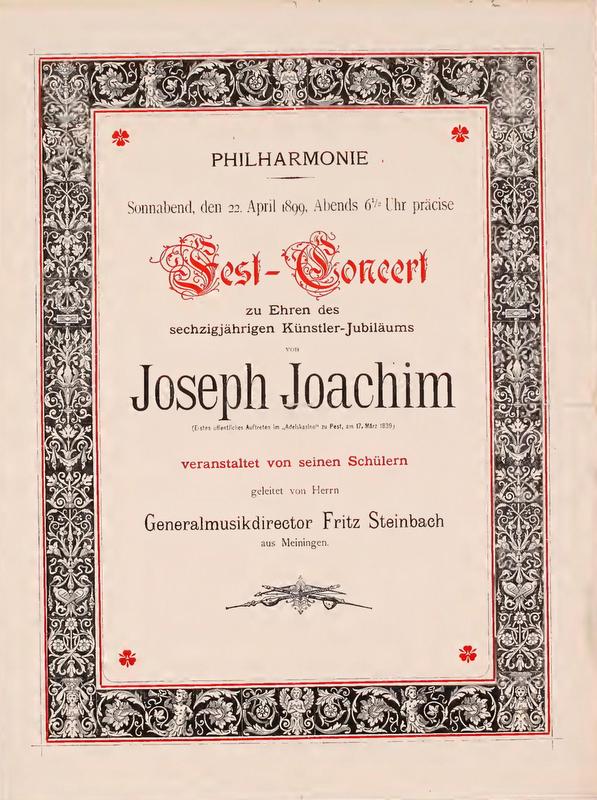 PHILHARMONIE
Sonnabend, den 22. April 1899, Abends 6½ Uhr präcise
Fest-Concert
zu Ehren des
sechzigjährigen Künstler-Jubiläums
von
Joseph Joachim
(Erstes öffentliches Auftreten im „Adelskasino“ zu Pest, am 17. März 1839)
veranstaltet von seinen Schülern
geleitet von Herrn
Generalmusikdirector Fritz Steinbach
aus Meiningen.